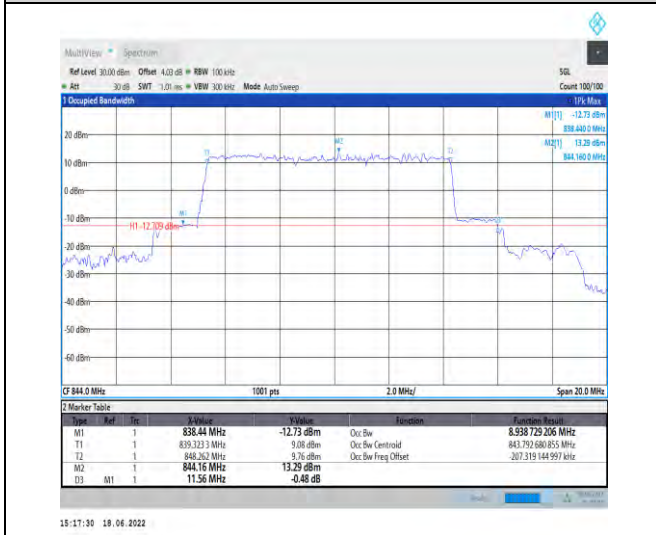 MultiView Spectrum
Ref Level 30.00 dBm Offset 4.03 dB RBW 100 kHz SGL
Att 30 dB SWT 1.01 ms VBW 300 kHz Mode Auto Sweep Count 100/100
1 Occupied Bandwidth 1Pk Max
M1[1] -12.73 dBm
838.440 0 MHz
M2[1] 13.29 dBm
844.160 0 MHz
20 dBm
M2
T1
T2
10 dBm
0 dBm
-10 dBm
M1
H1 -12.709 dBm
-20 dBm
-30 dBm
-40 dBm
-50 dBm
-60 dBm
CF 844.0 MHz 1001 pts 2.0 MHz/ Span 20.0 MHz
2 Marker Table
Type Ref Trc X-Value Y-Value Function Function Result
M1 1 838.44 MHz -12.73 dBm Occ Bw 8.938 729 206 MHz
T1 1 839.323 3 MHz 9.08 dBm Occ Bw Centroid 843.792 680 855 MHz
T2 1 848.262 MHz 9.76 dBm Occ Bw Freq Offset -207.319 144 997 kHz
M2 1 844.16 MHz 13.29 dBm
D3 M1 1 11.56 MHz -0.48 dB
15:17:30 18.06.2022